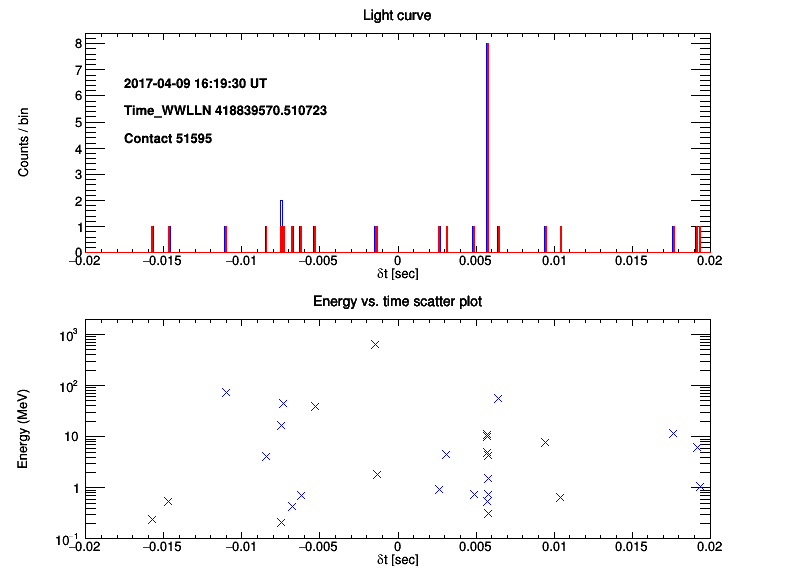 Light curve
Counts / bin
8
7
6
5
4
3
2
1
0
2017-04-09 16:19:30 UT
Time_WWLLN 418839570.510723
Contact 51595
−0.02 −0.015 −0.01 −0.005 0 0.005 0.01 0.015 0.02
δt [sec]
Energy vs. time scatter plot
Energy (MeV)
10³
10²
10
1
10⁻¹
−0.02 −0.015 −0.01 −0.005 0 0.005 0.01 0.015 0.02
δt [sec]